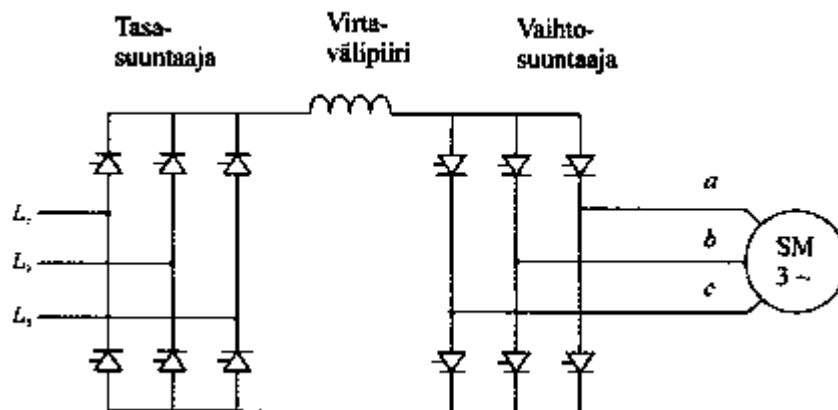 Tasa-
suuntaaja
Virta-
välipiiri
Vaihto-
suuntaaja
a
b
c
SM
3 ~